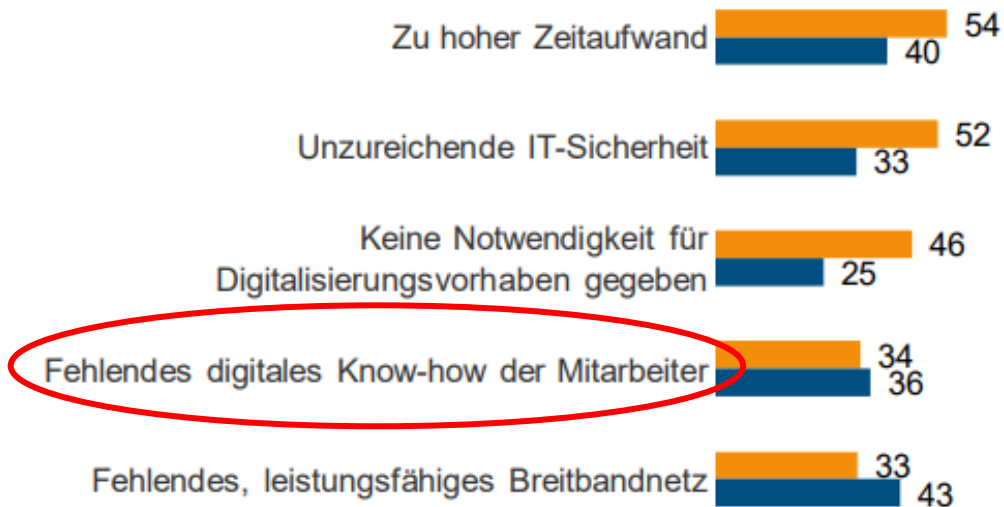 Zu hoher Zeitaufwand
54
40
Unzureichende IT-Sicherheit
52
33
Keine Notwendigkeit für
Digitalisierungsvorhaben gegeben
46
25
Fehlendes digitales Know-how der Mitarbeiter
34
36
Fehlendes, leistungsfähiges Breitbandnetz
33
43